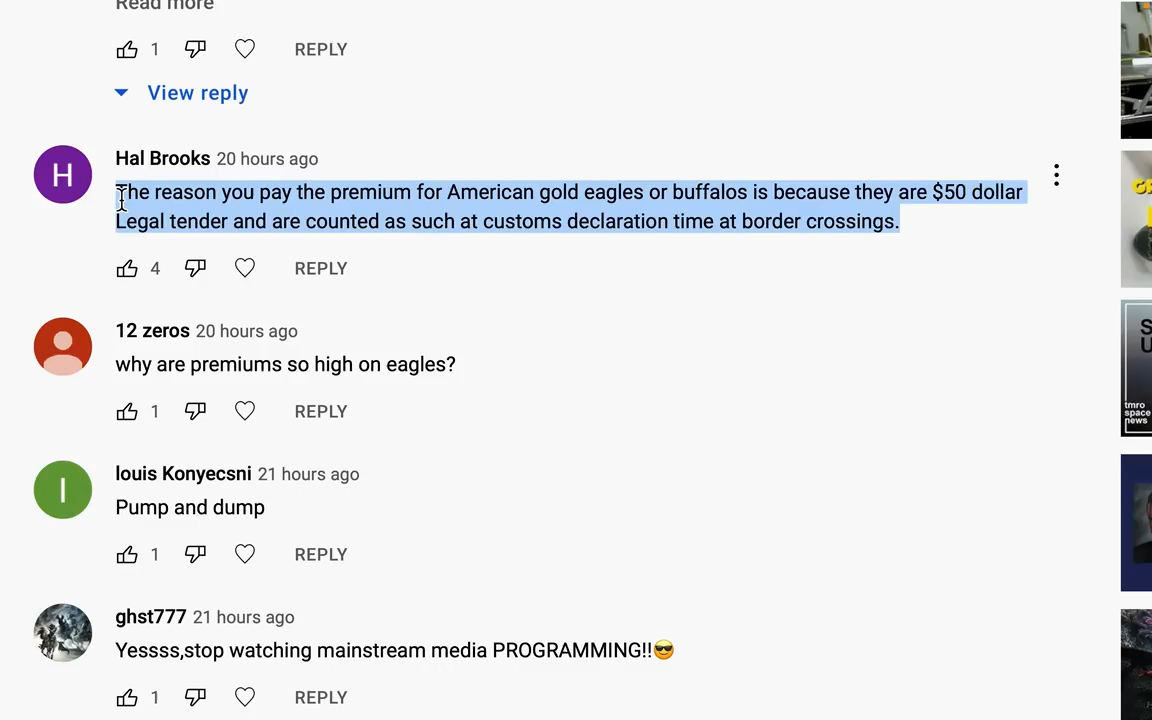 Read more
1 REPLY
View reply
H
Hal Brooks 20 hours ago
The reason you pay the premium for American gold eagles or buffalos is because they are $50 dollar
Legal tender and are counted as such at customs declaration time at border crossings.
4 REPLY
12 zeros 20 hours ago
why are premiums so high on eagles?
1 REPLY
l
louis Konyecsni 21 hours ago
Pump and dump
1 REPLY
ghst777 21 hours ago
Yessss,stop watching mainstream media PROGRAMMING!!😎
1 REPLY
S
U
tmro
space
news